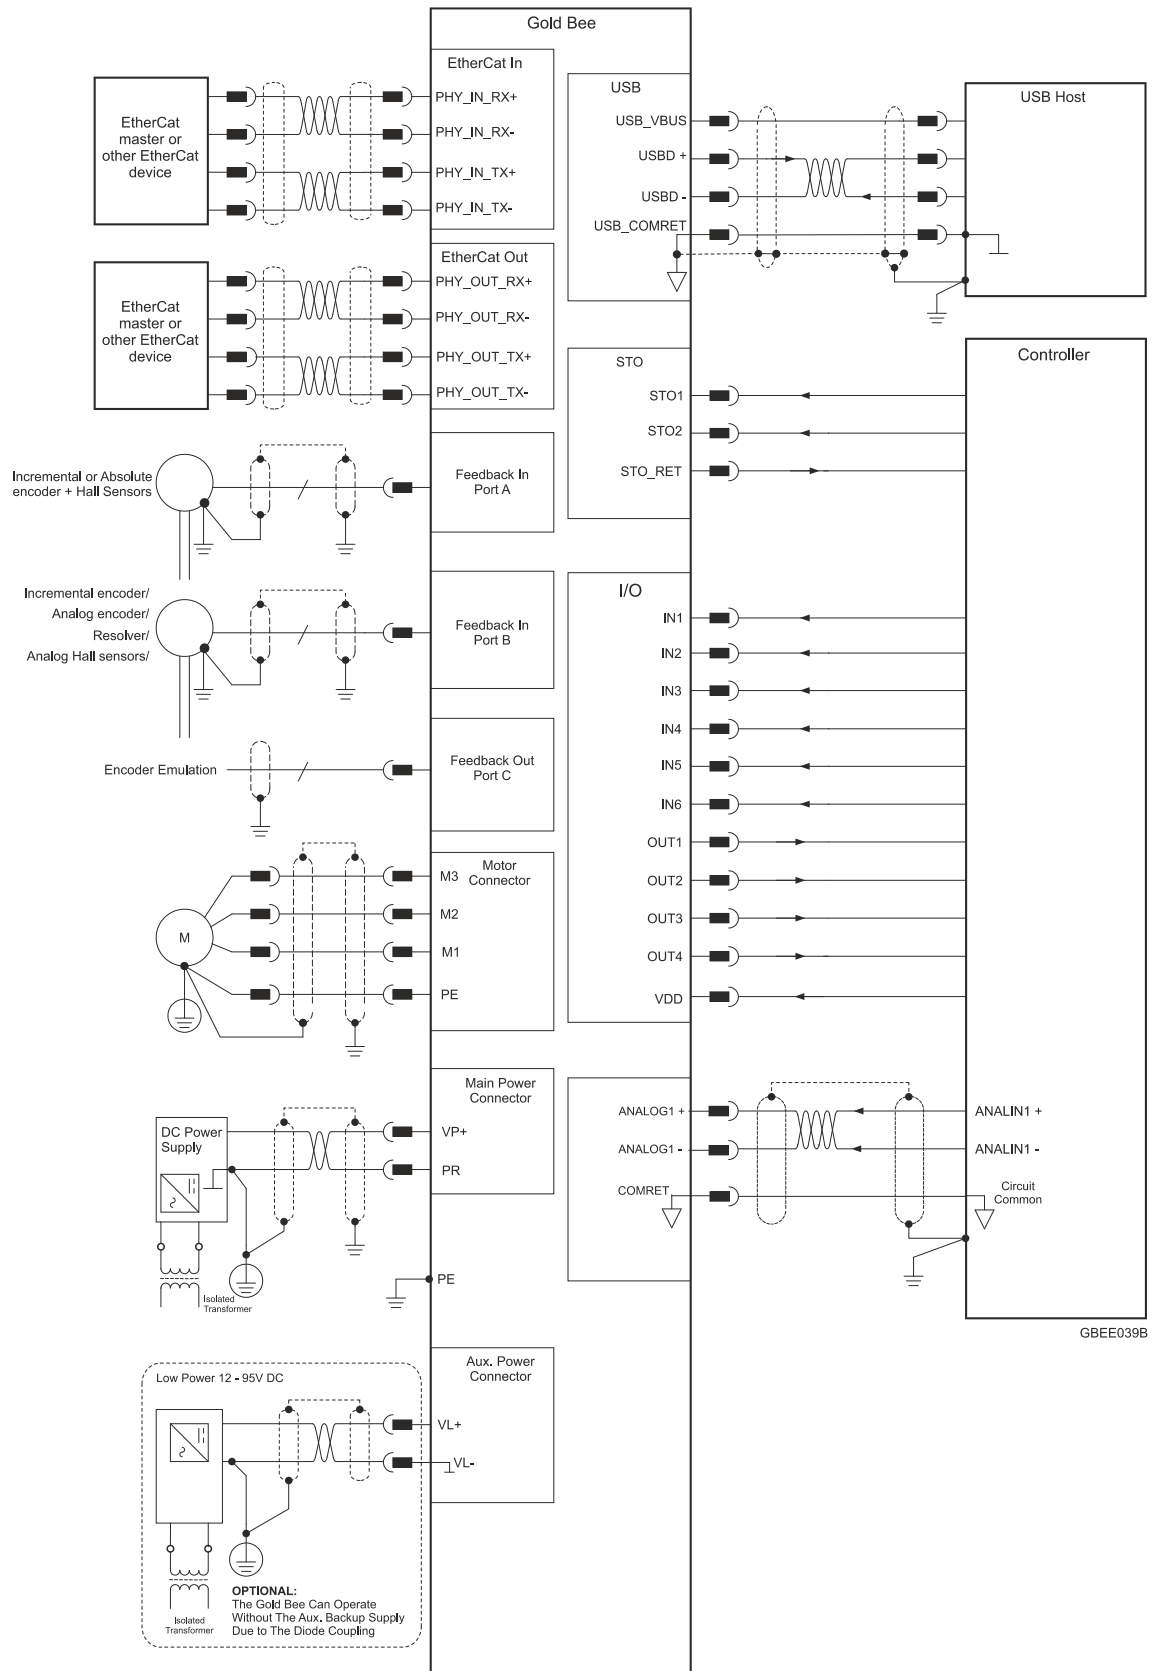 Gold Bee
EtherCat In
PHY_IN_RX+
PHY_IN_RX-
PHY_IN_TX+
PHY_IN_TX-
EtherCat
master or
other EtherCat
device
EtherCat Out
PHY_OUT_RX+
PHY_OUT_RX-
PHY_OUT_TX+
PHY_OUT_TX-
EtherCat
master or
other EtherCat
device
Incremental or Absolute
encoder + Hall Sensors
Feedback In
Port A
Incremental encoder/
Analog encoder/
Resolver/
Analog Hall sensors/
Feedback In
Port B
Encoder Emulation
Feedback Out
Port C
Motor
Connector
M3
M2
M1
PE
M
Main Power
Connector
VP+
PR
DC Power
Supply
Isolated
Transformer
PE
Aux. Power
Connector
VL+
VL-
Low Power 12 - 95V DC
Isolated
Transformer
OPTIONAL:
The Gold Bee Can Operate
Without The Aux. Backup Supply
Due to The Diode Coupling
USB
USB_VBUS
USBD +
USBD -
USB_COMRET
USB Host
STO
STO1
STO2
STO_RET
Controller
I/O
IN1
IN2
IN3
IN4
IN5
IN6
OUT1
OUT2
OUT3
OUT4
VDD
ANALOG1 +
ANALOG1 -
COMRET
ANALIN1 +
ANALIN1 -
Circuit
Common
GBEE039B